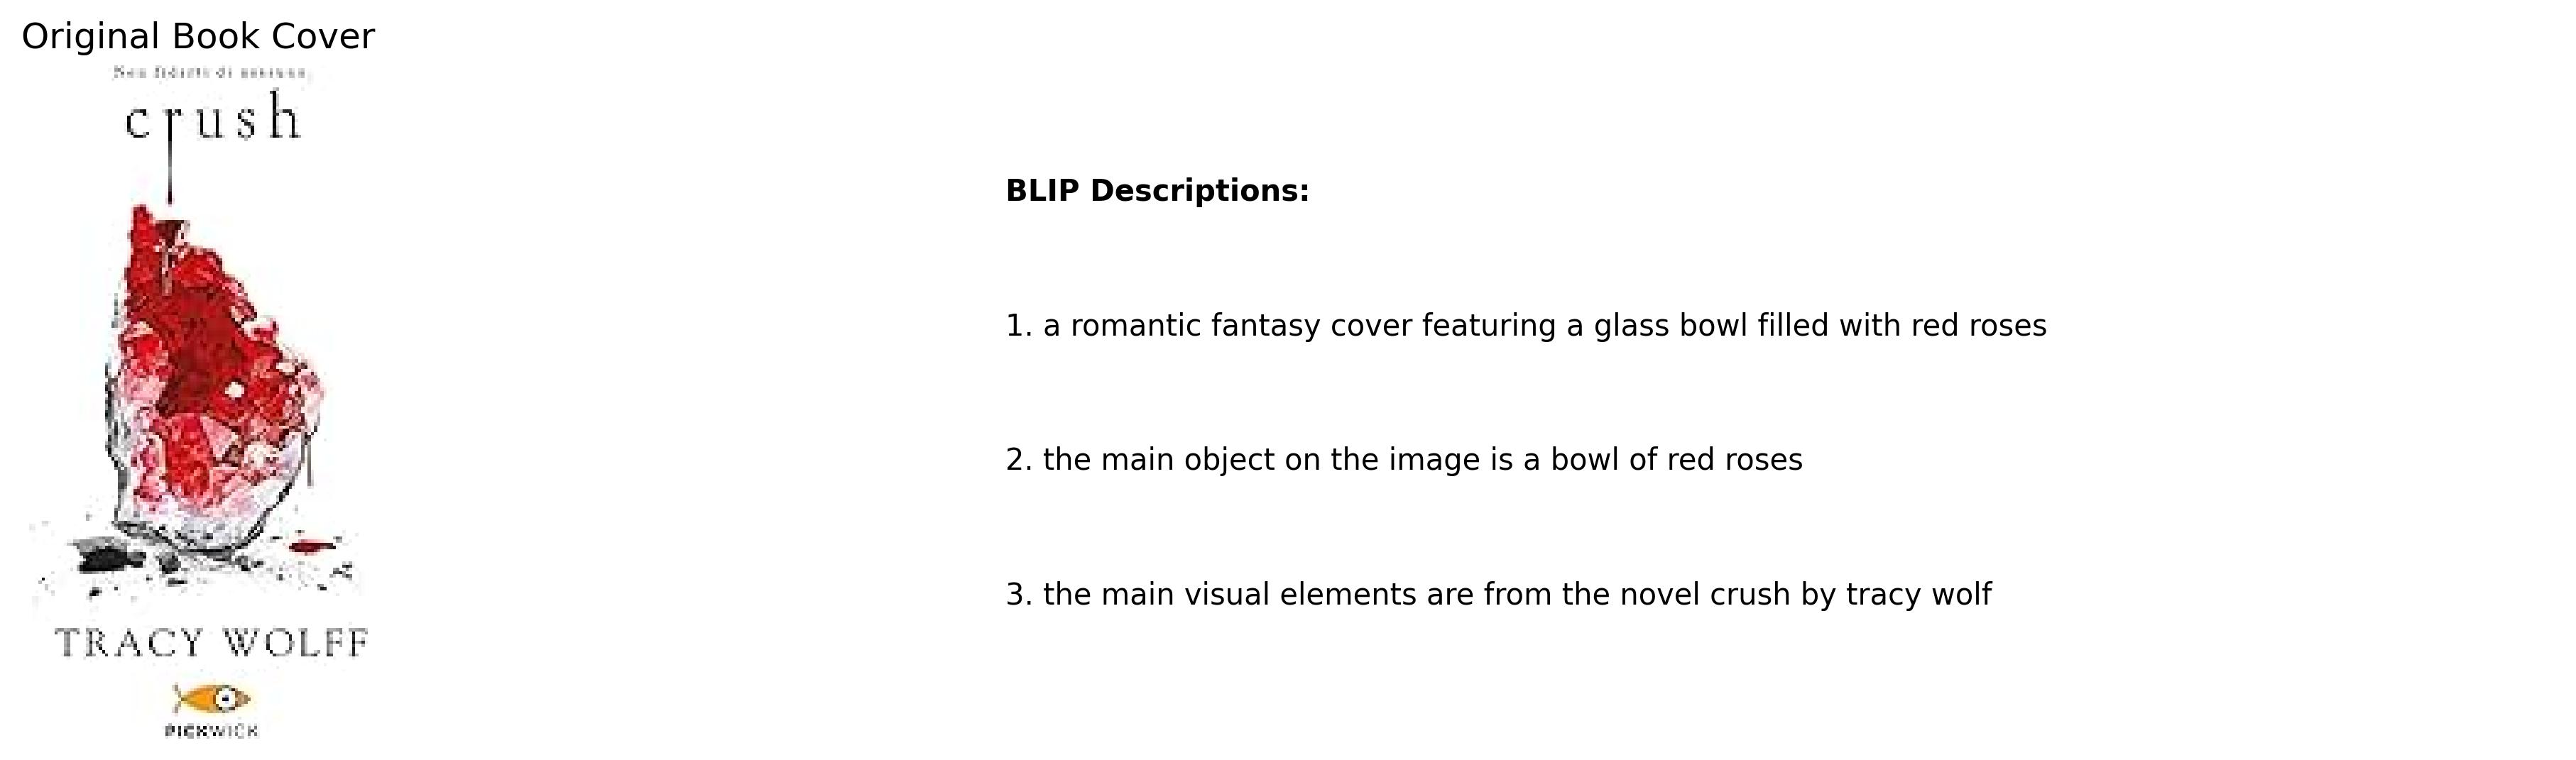 Original Book Cover
Non fidarti di nessuno.
crush
TRACY WOLFF
PICKWICK
BLIP Descriptions:
1. a romantic fantasy cover featuring a glass bowl filled with red roses
2. the main object on the image is a bowl of red roses
3. the main visual elements are from the novel crush by tracy wolf